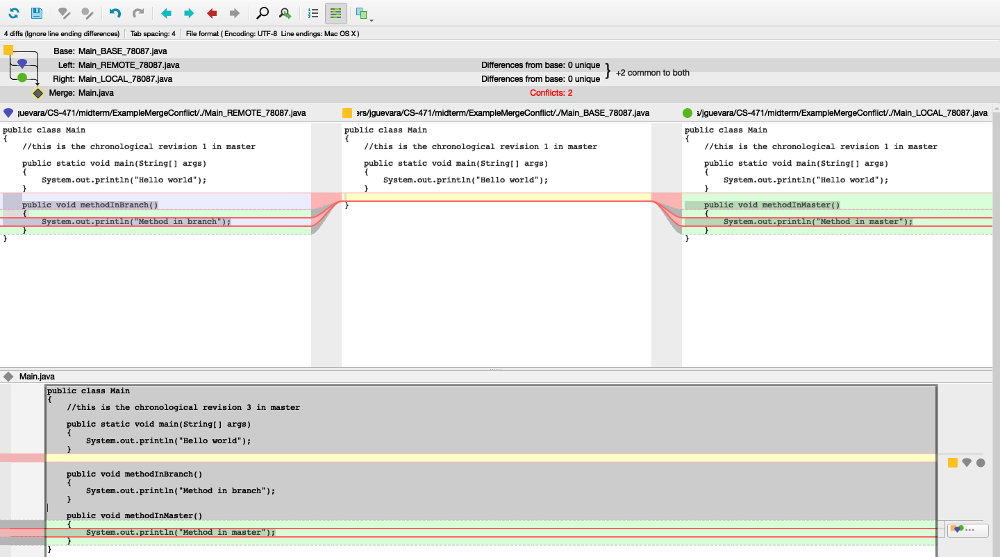 4 diffs (Ignore line ending differences) Tab spacing: 4 File format ( Encoding: UTF-8 Line endings: Mac OS X )
Base: Main_BASE_78087.java
Left: Main_REMOTE_78087.java Differences from base: 0 unique
+2 common to both
Right: Main_LOCAL_78087.java Differences from base: 0 unique
Merge: Main.java Conflicts: 2
guevara/CS-471/midterm/ExampleMergeConflict/./Main_REMOTE_78087.java
public class Main
{
//this is the chronological revision 1 in master
public static void main(String[] args)
{
System.out.println("Hello world");
}
public void methodInBranch()
{
System.out.println("Method in branch");
}
}
ers/jguevara/CS-471/midterm/ExampleMergeConflict/./Main_BASE_78087.java
public class Main
{
//this is the chronological revision 1 in master
public static void main(String[] args)
{
System.out.println("Hello world");
}
}
s/jguevara/CS-471/midterm/ExampleMergeConflict/./Main_LOCAL_78087.java
public class Main
{
//this is the chronological revision 1 in master
public static void main(String[] args)
{
System.out.println("Hello world");
}
public void methodInMaster()
{
System.out.println("Method in master");
}
}
Main.java
public class Main
{
//this is the chronological revision 3 in master
public static void main(String[] args)
{
System.out.println("Hello world");
}
public void methodInBranch()
{
System.out.println("Method in branch");
}
public void methodInMaster()
{
System.out.println("Method in master");
}
}